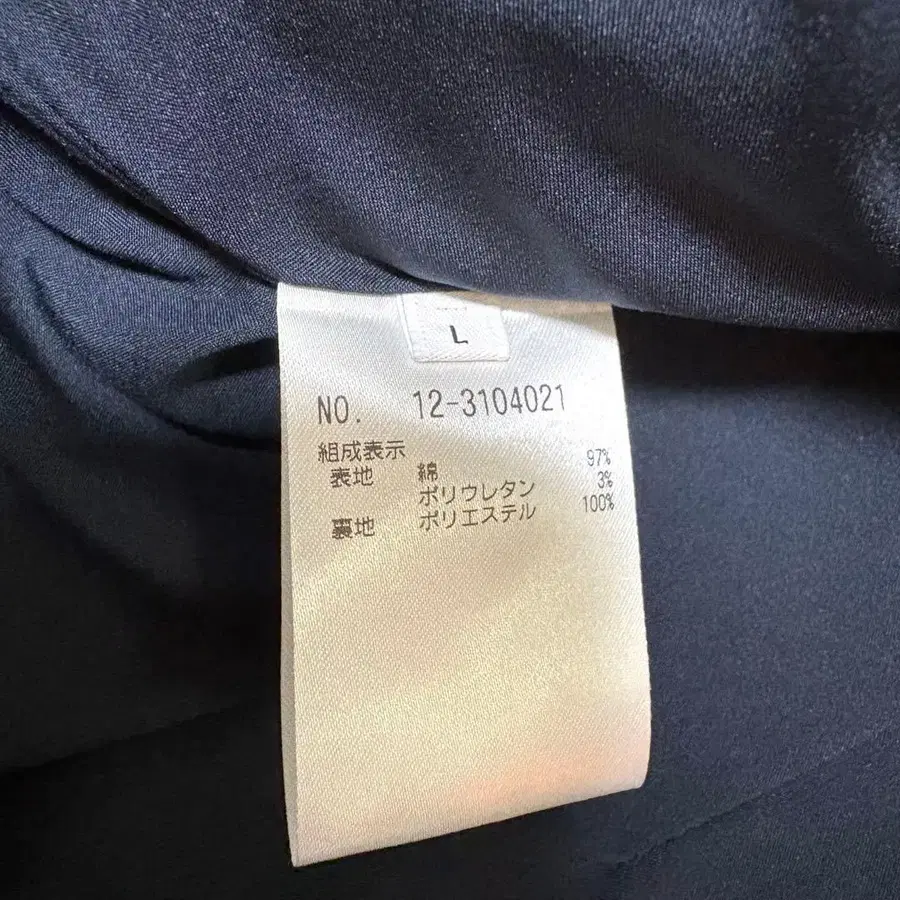 L
NO. 12-3104021
組成表示
表地 綿 97%
ポリウレタン 3%
裏地 ポリエステル 100%